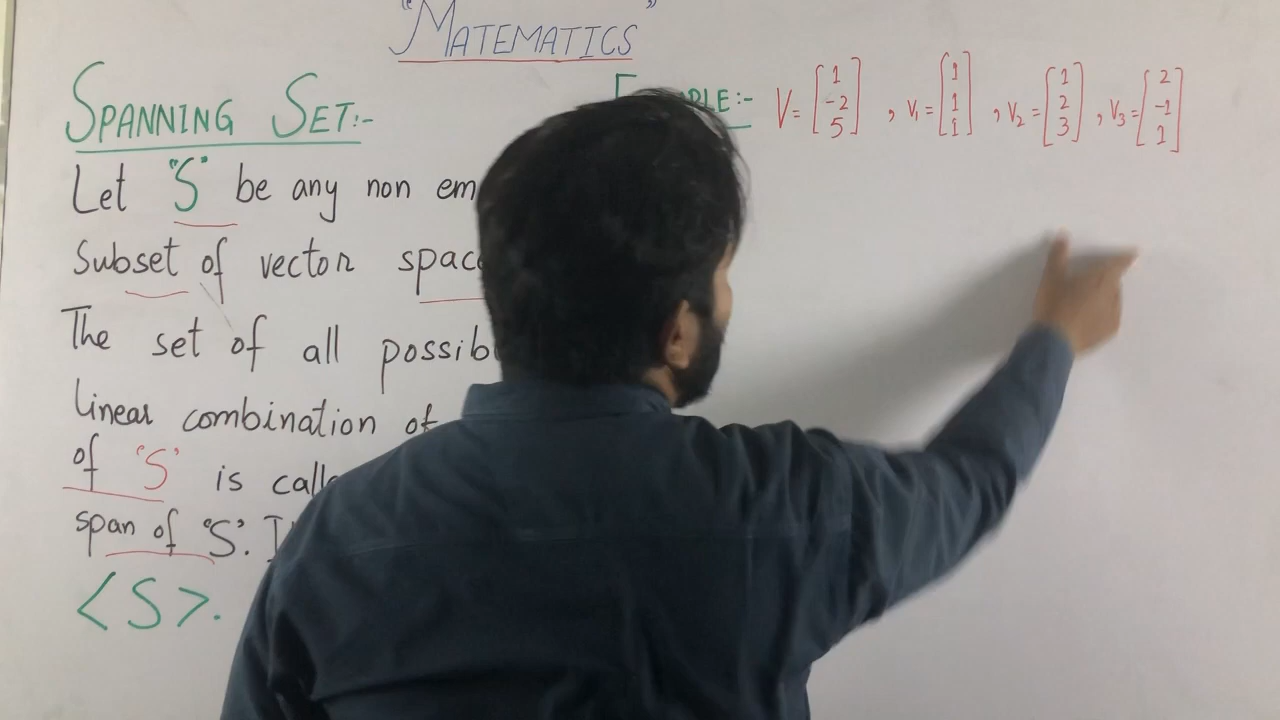 "MATEMATICS"
SPANNING SET:-
Let "S" be any non em
Subset of vector spac
The set of all possib
linear combination of
of "S" is calle
span of "S".
<S>.
PLE:- V = [1 -2 5] , v₁ = [1 1 1] , v₂ = [1 2 3] , v₃ = [2 -1 1]